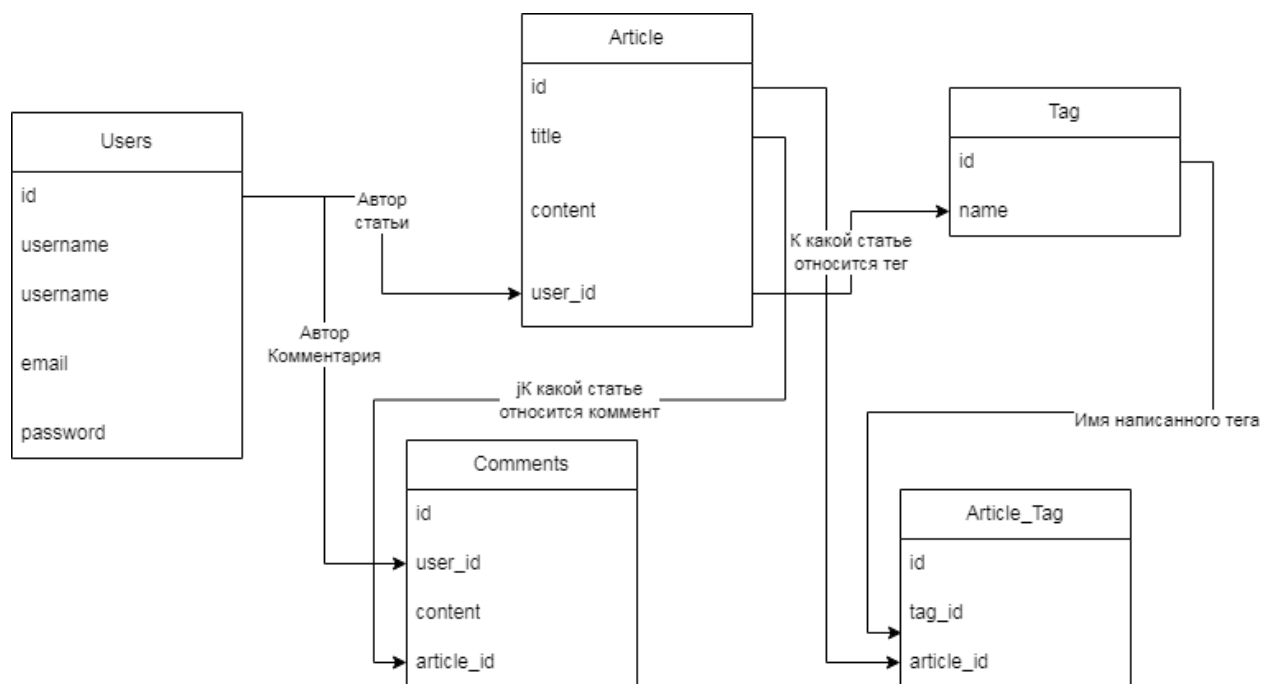 Users
id
username
username
email
password
Автор
статьи
Автор
Комментария
Article
id
title
content
user_id
К какой статье
относится тег
Tag
id
name
jК какой статье
относится коммент
Имя написанного тега
Comments
id
user_id
content
article_id
Article_Tag
id
tag_id
article_id